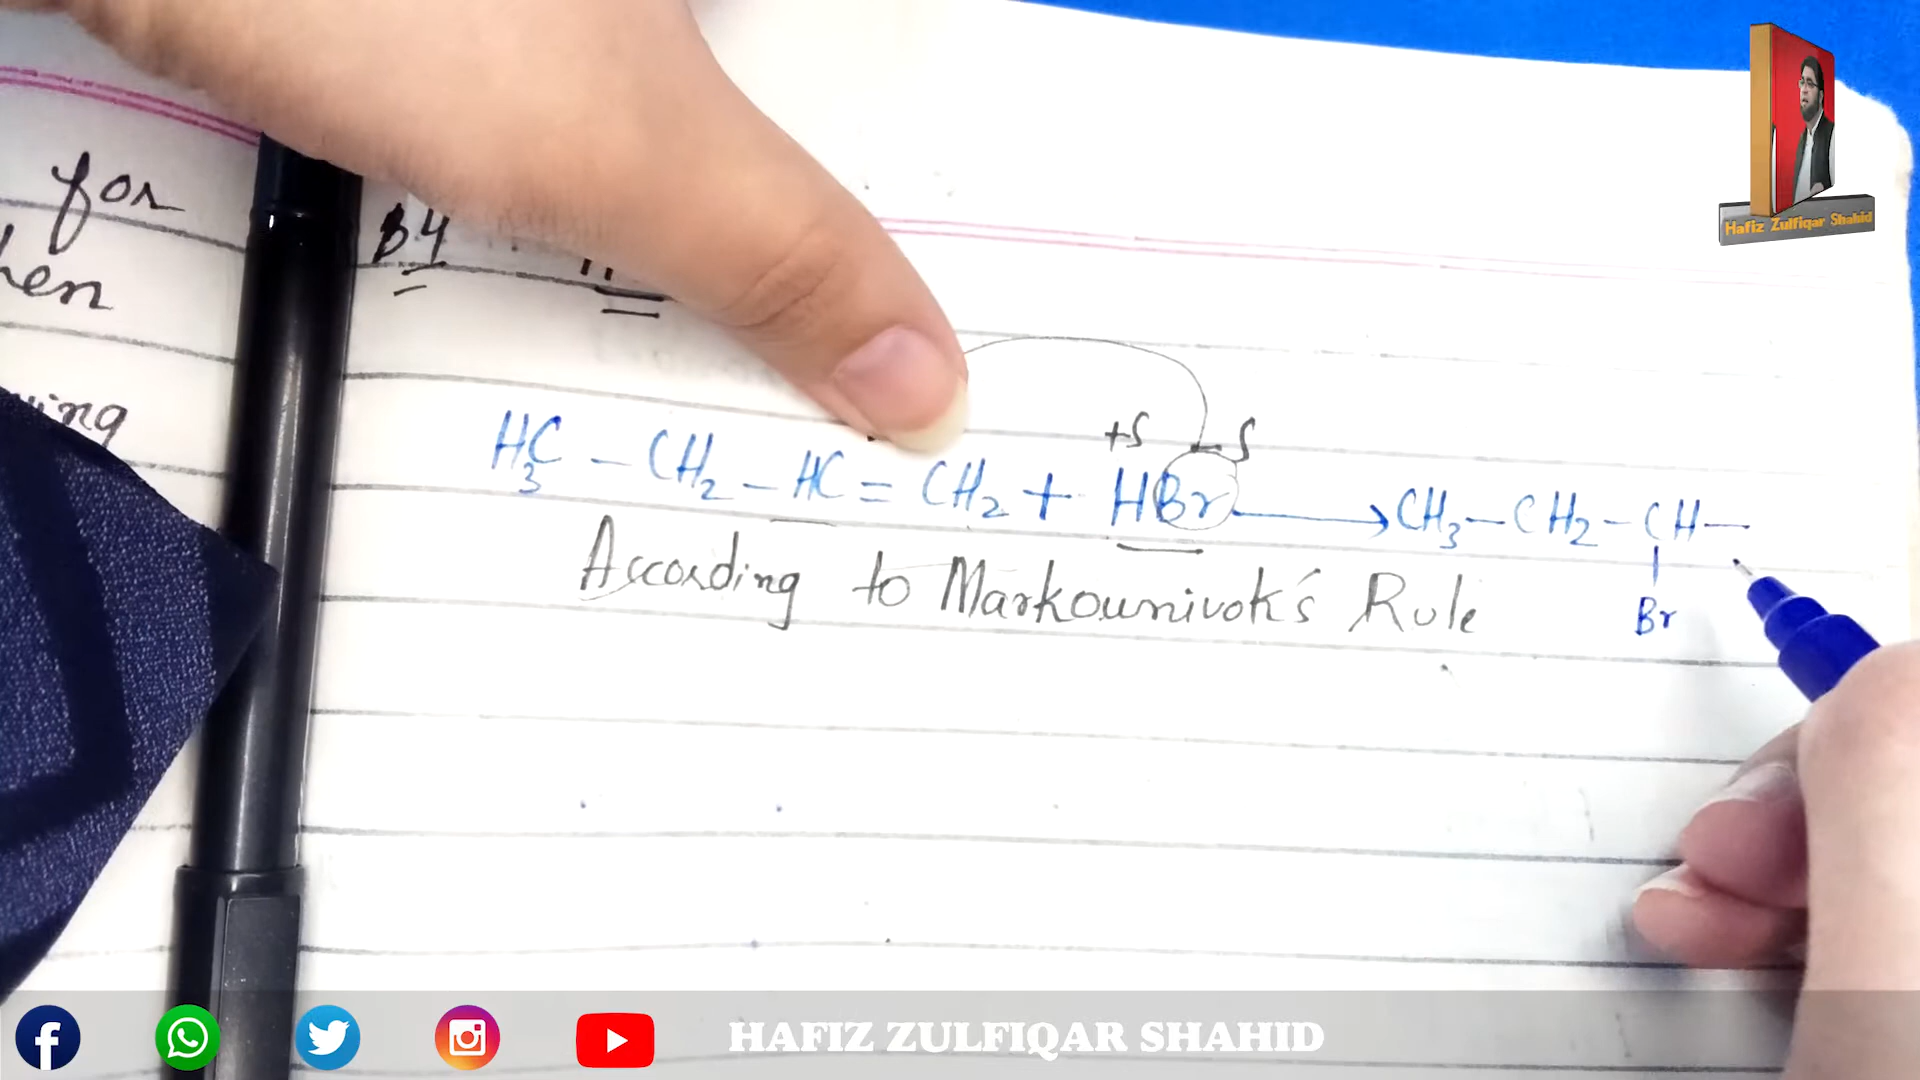 for
hen
ing
B4
+δ -δ
H₃C - CH₂ - HC = CH₂ + HBr → CH₃ - CH₂ - CH -
Br
According to Markounivok's Rule
Hafiz Zulfiqar Shahid
HAFIZ ZULFIQAR SHAHID